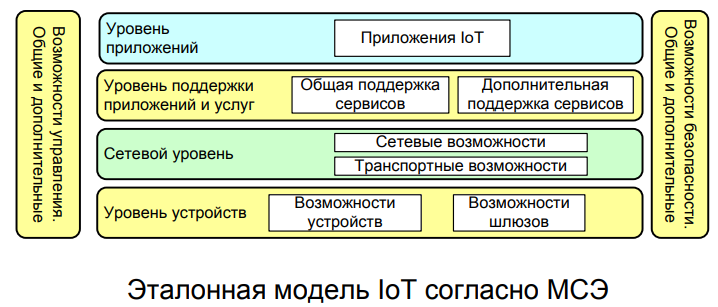 Возможности управления.
Общие и дополнительные
Уровень
приложений
Приложения IoT
Уровень поддержки
приложений и услуг
Общая поддержка
сервисов
Дополнительная
поддержка сервисов
Сетевой уровень
Сетевые возможности
Транспортные возможности
Уровень устройств
Возможности
устройств
Возможности
шлюзов
Возможности безопасности.
Общие и дополнительные
Эталонная модель IoT согласно МСЭ